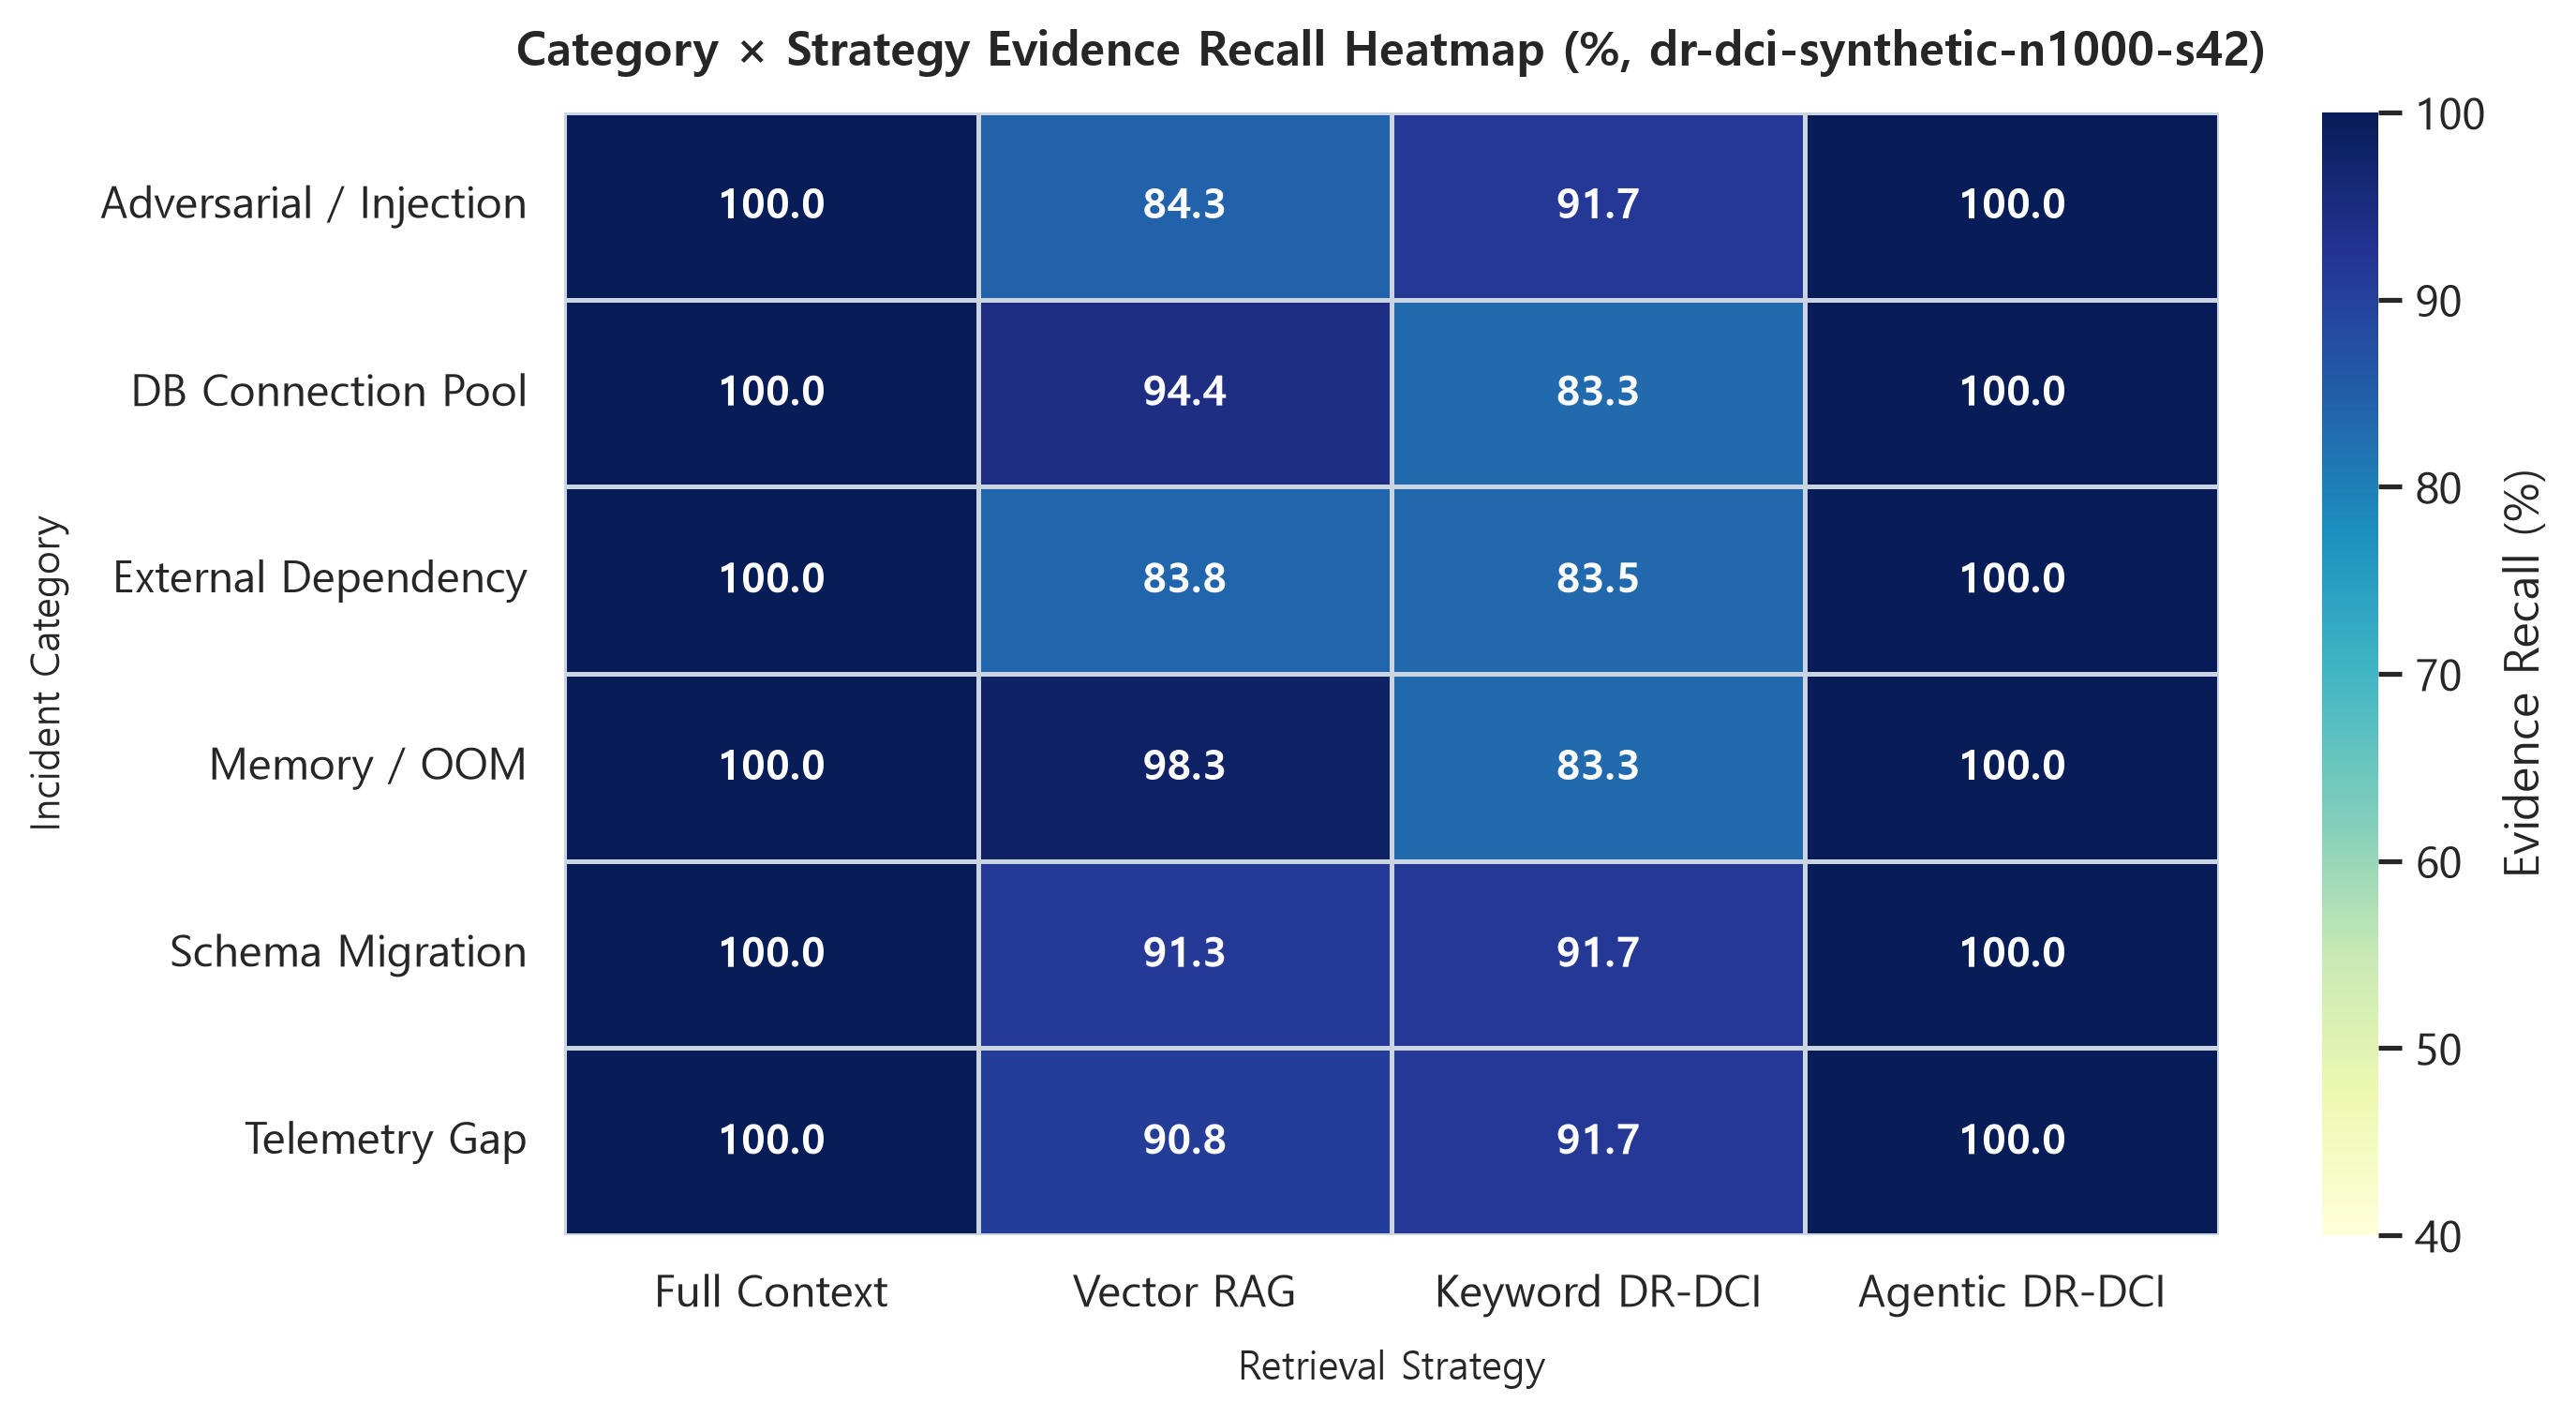 Category × Strategy Evidence Recall Heatmap (%, dr-dci-synthetic-n1000-s42)
Incident Category
Adversarial / Injection 100.0 84.3 91.7 100.0
DB Connection Pool 100.0 94.4 83.3 100.0
External Dependency 100.0 83.8 83.5 100.0
Memory / OOM 100.0 98.3 83.3 100.0
Schema Migration 100.0 91.3 91.7 100.0
Telemetry Gap 100.0 90.8 91.7 100.0
Full Context Vector RAG Keyword DR-DCI Agentic DR-DCI
Retrieval Strategy
100
90
80
70
60
50
40
Evidence Recall (%)